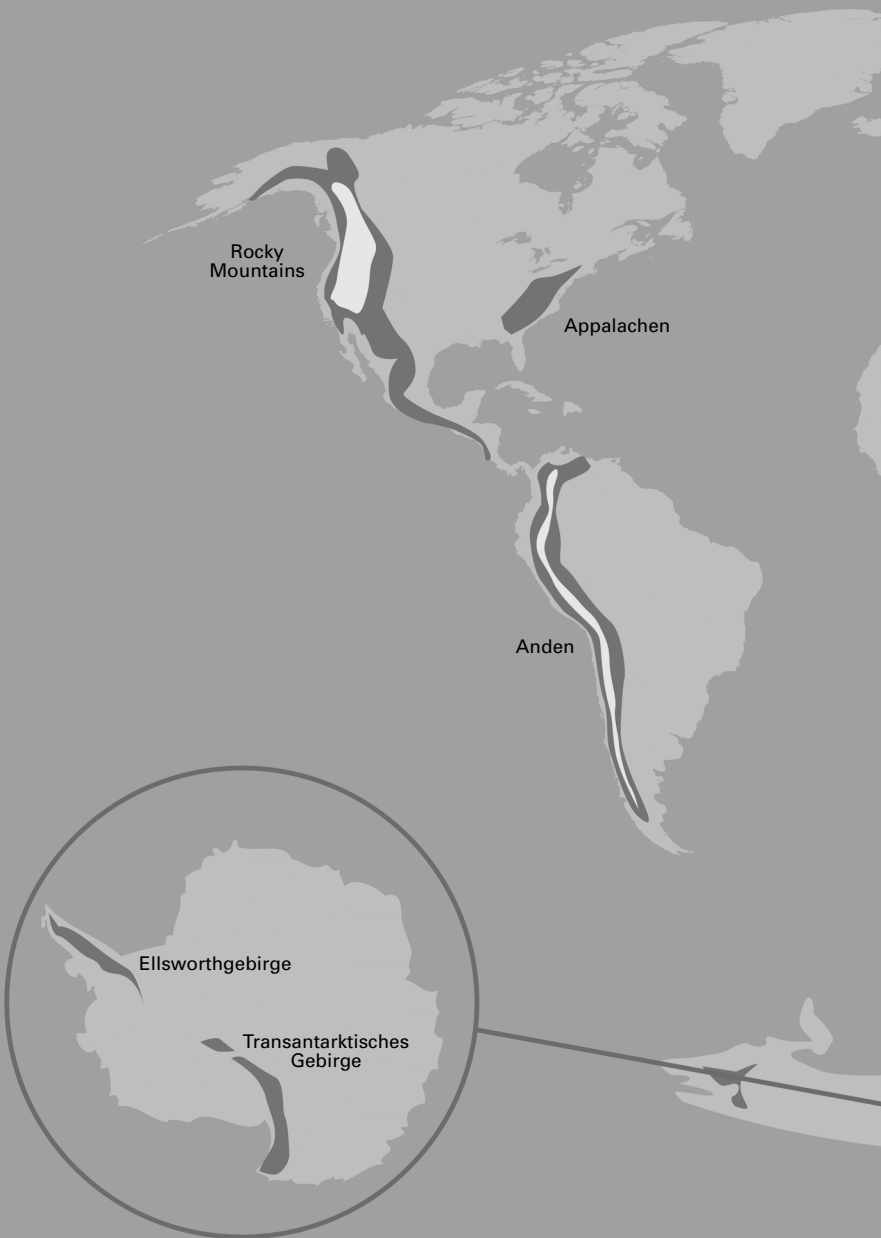 Rocky
Mountains
Appalachen
Anden
Ellsworthgebirge
Transantarktisches
Gebirge